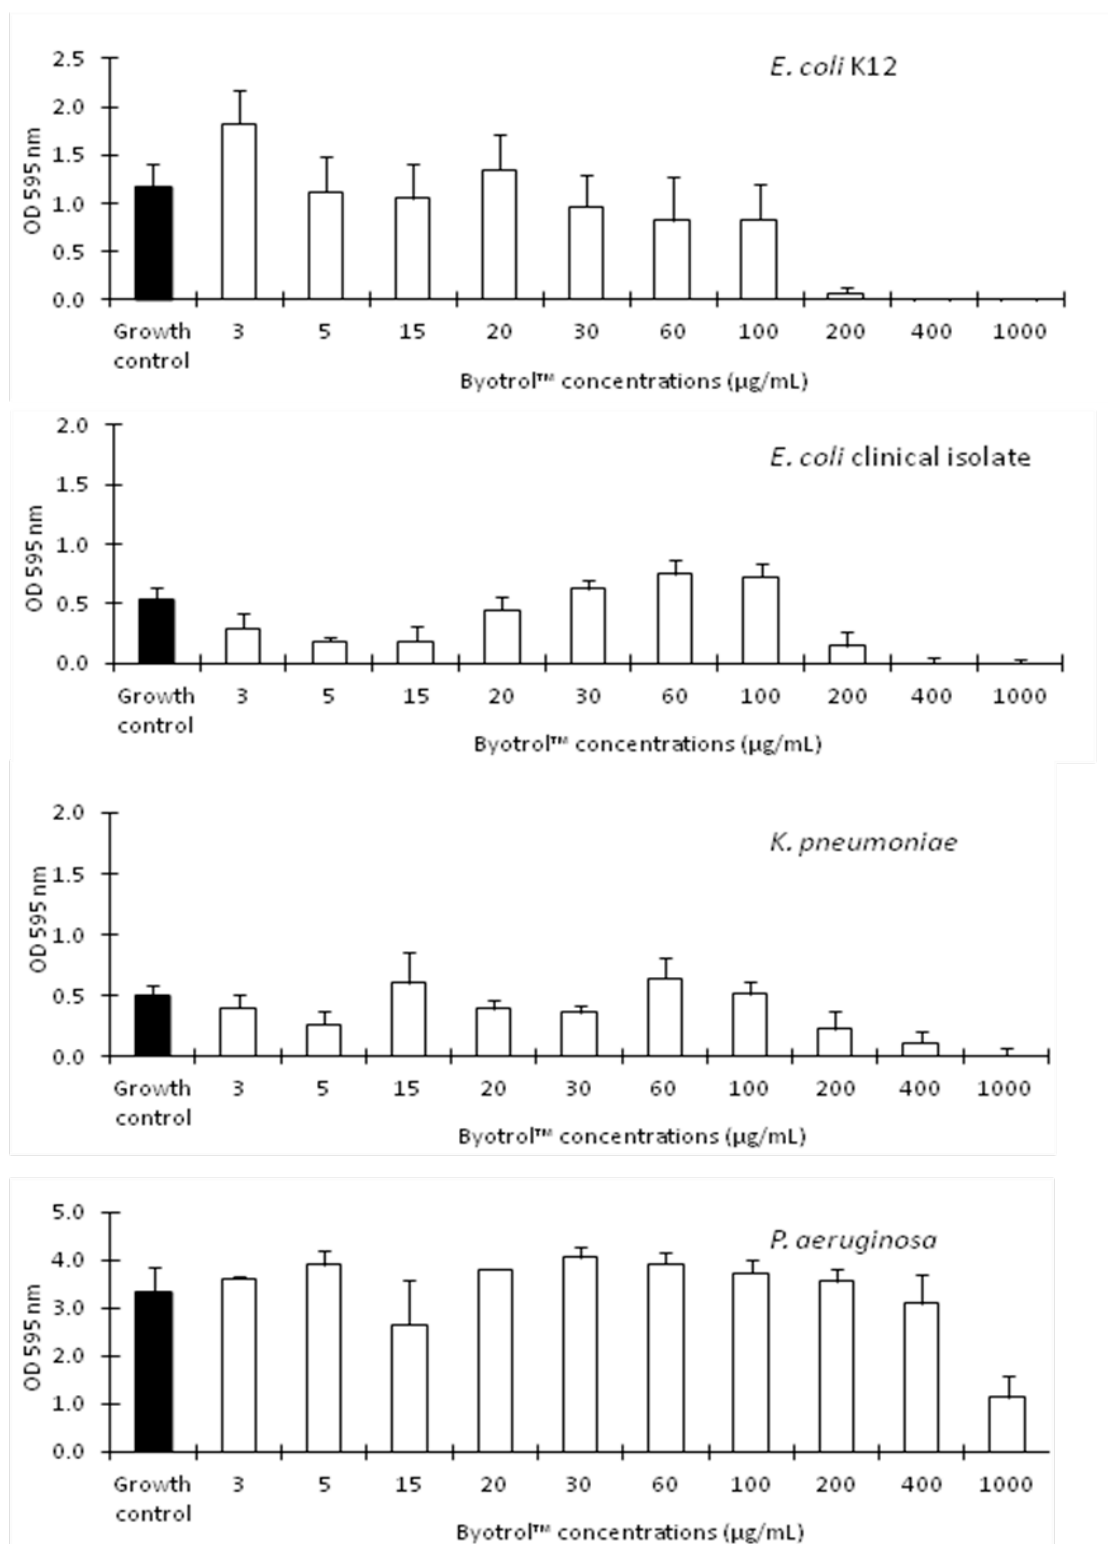 E. coli K12
2.5
2.0
1.5
1.0
0.5
0.0
OD 595 nm
Growth control 3 5 15 20 30 60 100 200 400 1000
Byotrol™ concentrations (µg/mL)
E. coli clinical isolate
2.0
1.5
1.0
0.5
0.0
OD 595 nm
Growth control 3 5 15 20 30 60 100 200 400 1000
Byotrol™ concentrations (µg/mL)
K. pneumoniae
2.0
1.5
1.0
0.5
0.0
OD 595 nm
Growth control 3 5 15 20 30 60 100 200 400 1000
Byotrol™ concentrations (µg/mL)
P. aeruginosa
5.0
4.0
3.0
2.0
1.0
0.0
OD 595 nm
Growth control 3 5 15 20 30 60 100 200 400 1000
Byotrol™ concentrations (µg/mL)